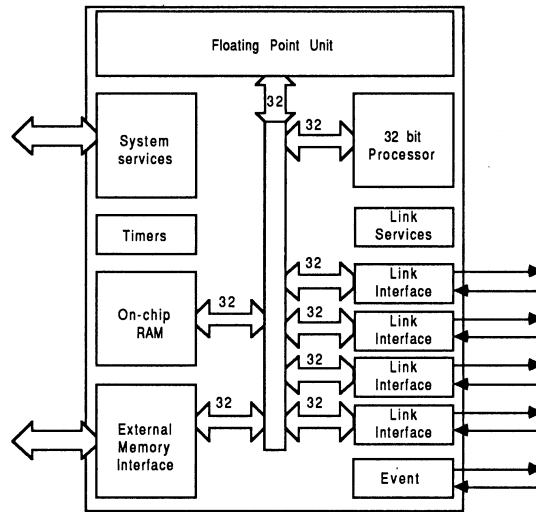 Floating Point Unit
32
System
services
32
32 bit
Processor
Timers
Link
Services
On-chip
RAM
32
32
Link
Interface
32
Link
Interface
32
Link
Interface
External
Memory
Interface
32
32
Link
Interface
Event